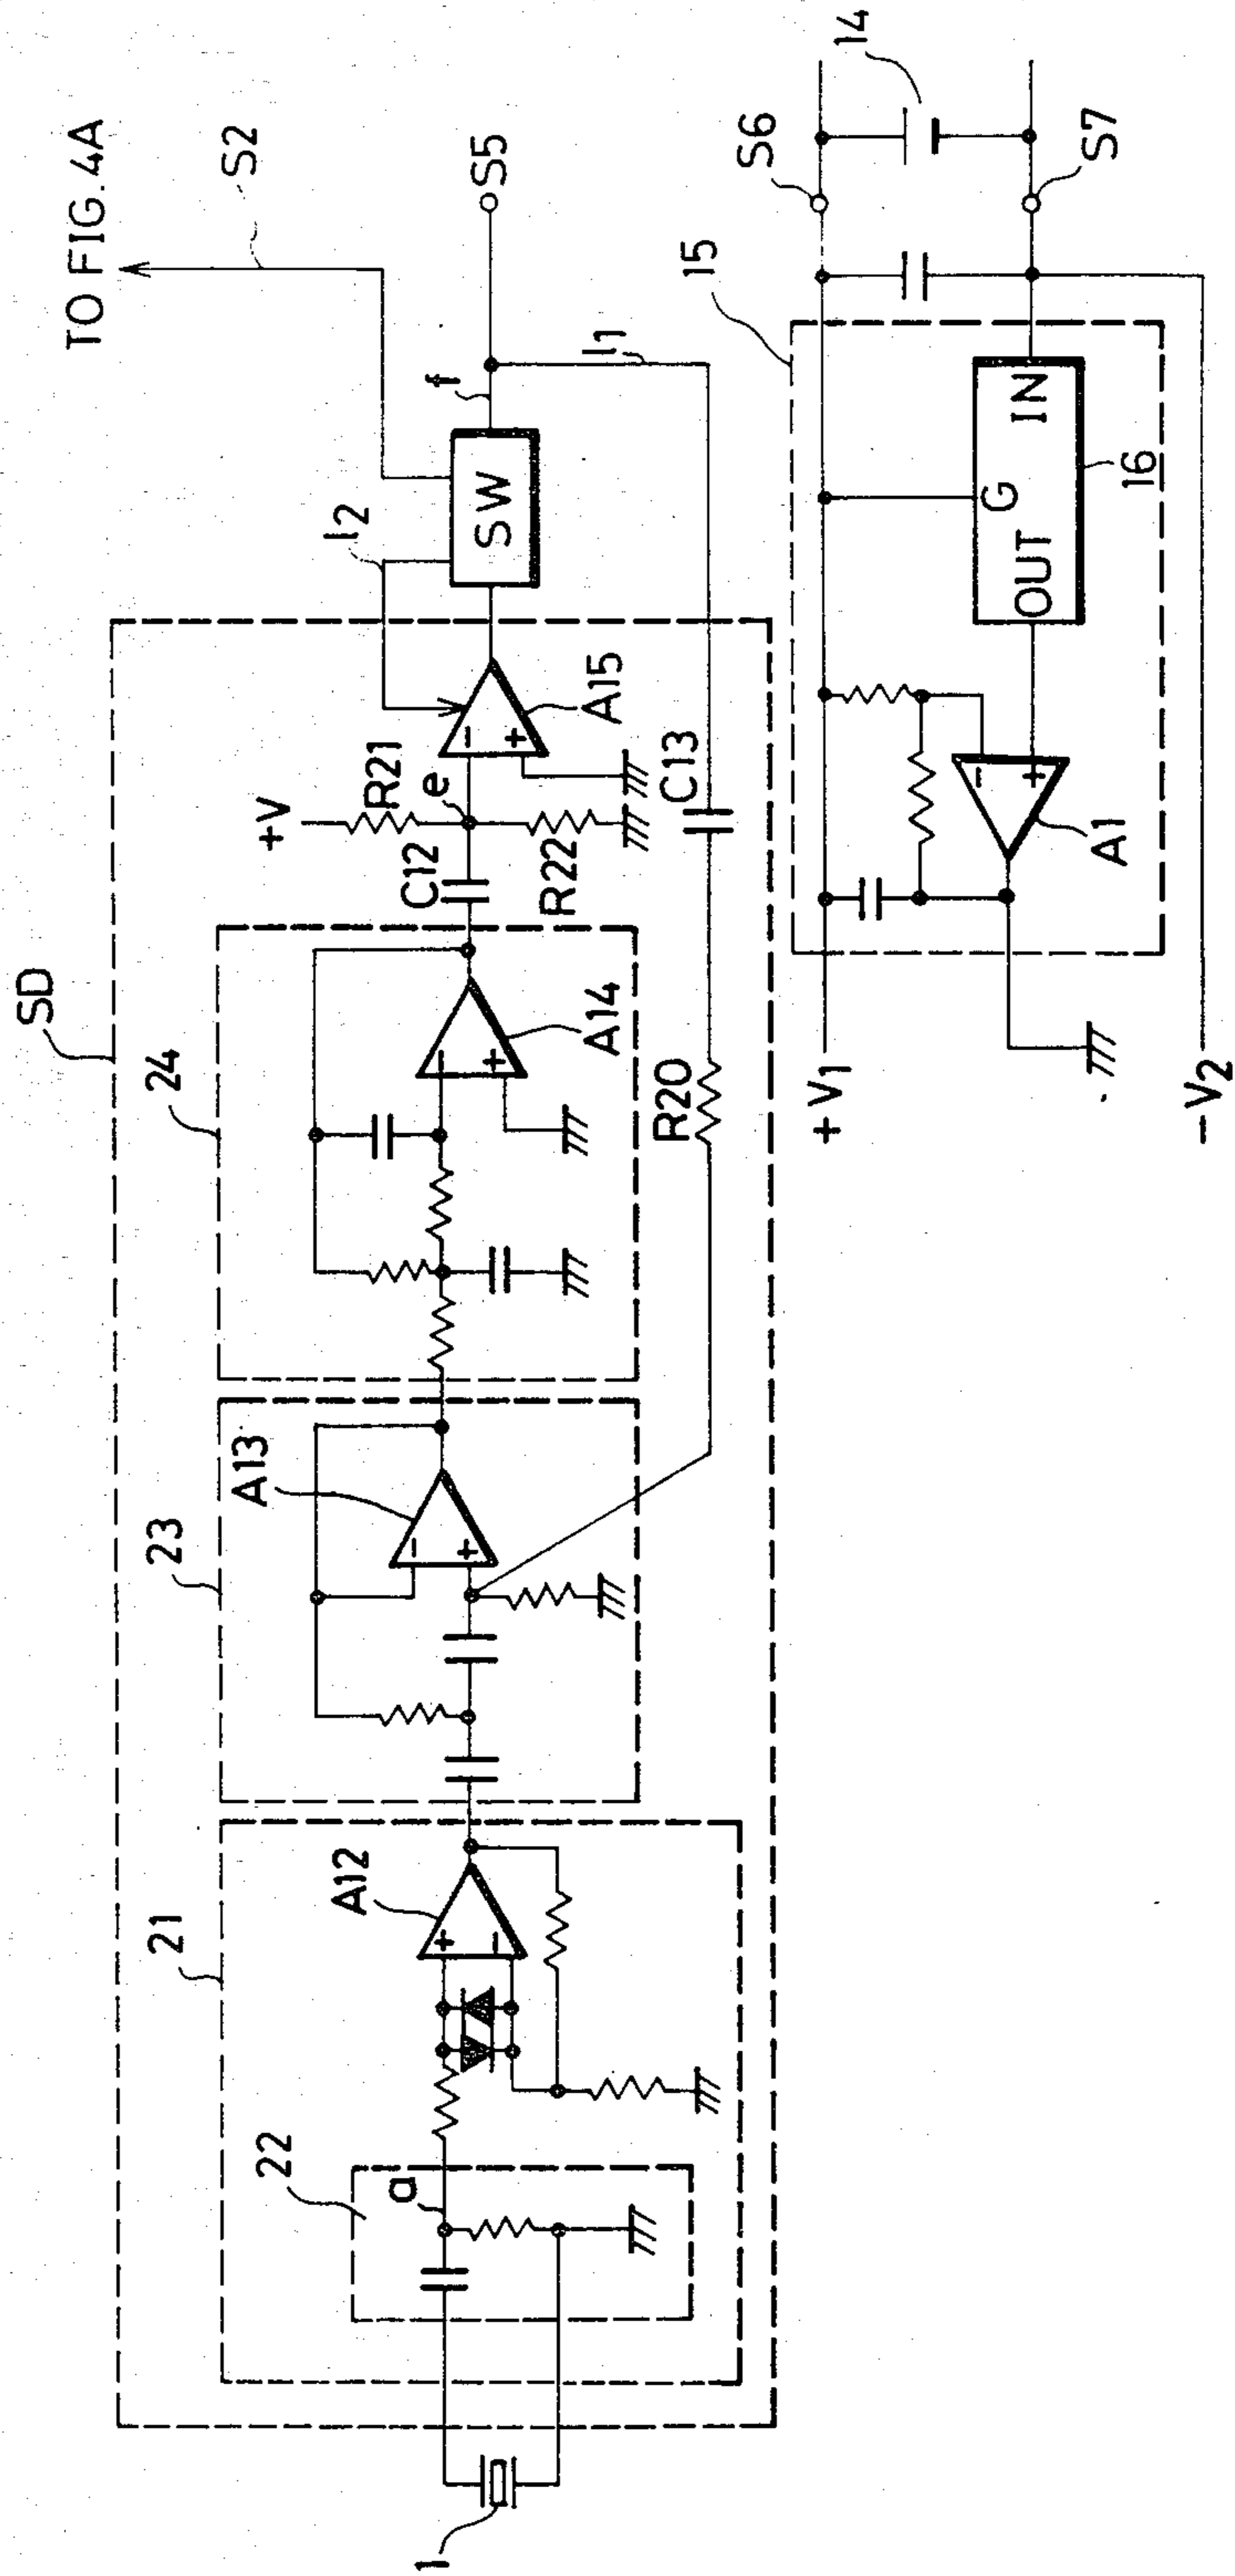 TO FIG. 4A
S2
SD
24
23
21
22
l2
f
S5
SW
+V
R21
e
C12
R22
A15
A14
A13
A12
a
1
l1
C13
R20
S6
14
S7
15
G
IN
OUT
16
A1
+
-
+V1
-V2
-
+
-
+
-
+
+
-